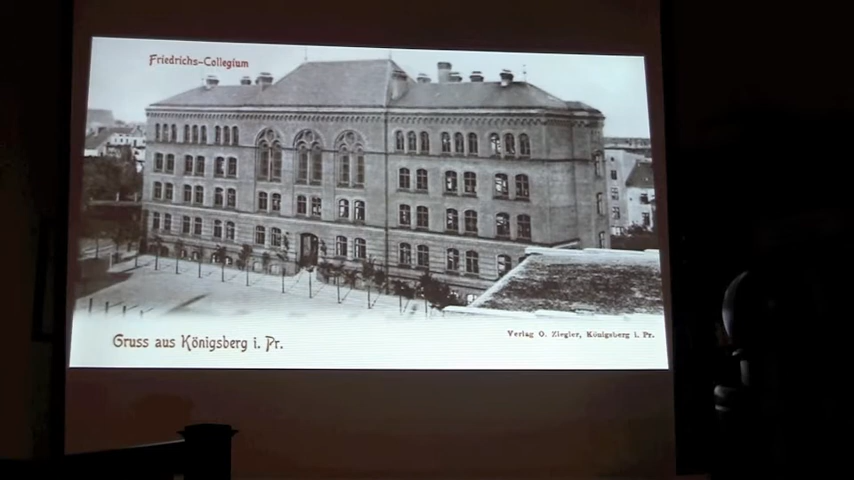 Friedrichs-Collegium
Gruss aus Königsberg i. Pr.
Verlag O. Ziegler, Königsberg i. Pr.